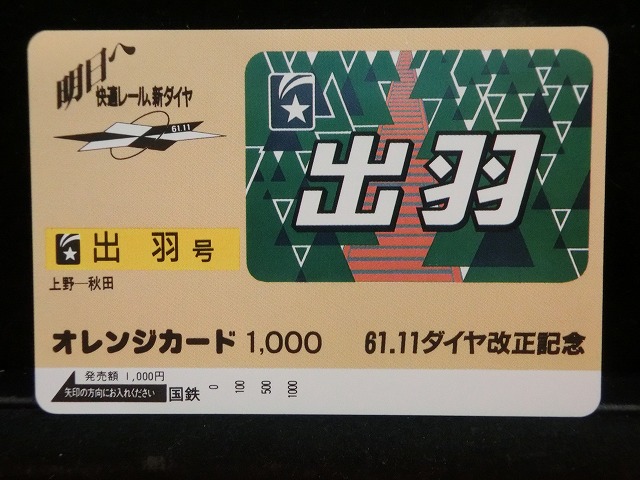 明日へ
快適レール、新ダイヤ
61.11
出羽
出羽号
上野―秋田
オレンジカード 1,000
61.11ダイヤ改正記念
発売額 1,000円
矢印の方向にお入れください
国鉄
0 100 500 1000